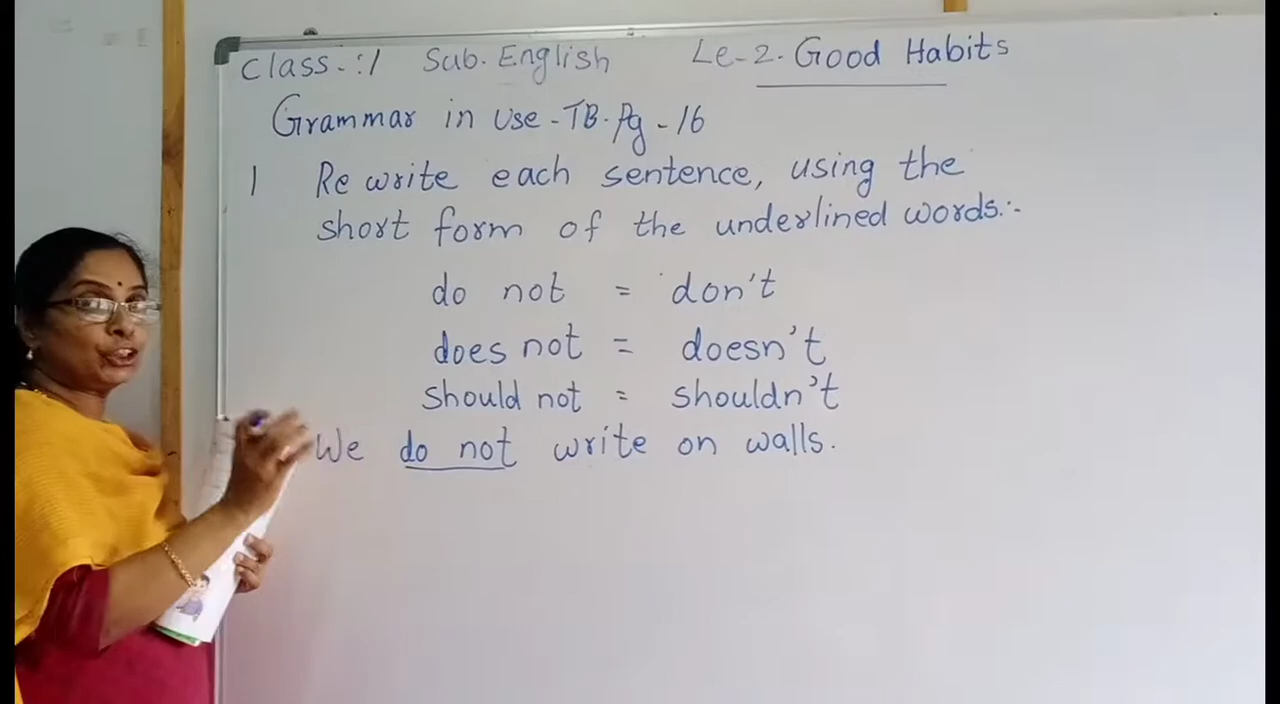 Class-:1 Sub. English Le-2. Good Habits
Grammar in Use - TB. Pg - 16
1 Re write each sentence, using the
short form of the underlined words:-
do not = don't
does not = doesn't
should not = shouldn't
We do not write on walls.